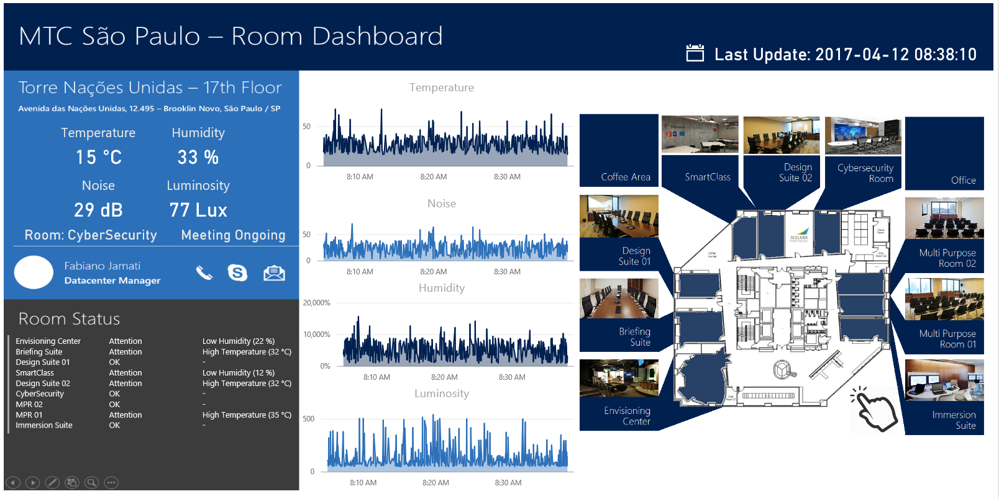 MTC São Paulo – Room Dashboard
Last Update: 2017-04-12 08:38:10
Torre Nações Unidas – 17th Floor
Avenida das Nações Unidas, 12.495 – Brooklin Novo, São Paulo / SP
Temperature Humidity
15 °C 33 %
Noise Luminosity
29 dB 77 Lux
Room: CyberSecurity Meeting Ongoing
Fabiano Jamati
Datacenter Manager
Room Status
Envisioning Center Attention Low Humidity (22 %)
Briefing Suite Attention High Temperature (32 °C)
Design Suite 01 OK -
SmartClass Attention Low Humidity (12 %)
Design Suite 02 Attention High Temperature (32 °C)
CyberSecurity OK -
MPR 02 OK -
MPR 01 Attention High Temperature (35 °C)
Immersion Suite OK -
Temperature
50
0
8:10 AM 8:20 AM 8:30 AM
Noise
50
0
8:10 AM 8:20 AM 8:30 AM
Humidity
20,000%
10,000%
0%
8:10 AM 8:20 AM 8:30 AM
Luminosity
500
0
8:10 AM 8:20 AM 8:30 AM
Coffee Area
Microsoft
SmartClass
Design
Suite 02
Cybersecurity
Room
Office
Design
Suite 01
Briefing
Suite
Envisioning
Center
Multi Purpose
Room 02
Multi Purpose
Room 01
Immersion
Suite
ACELERA
PARTNERS
Focus
Room
Coffee
Lounge
Room 02